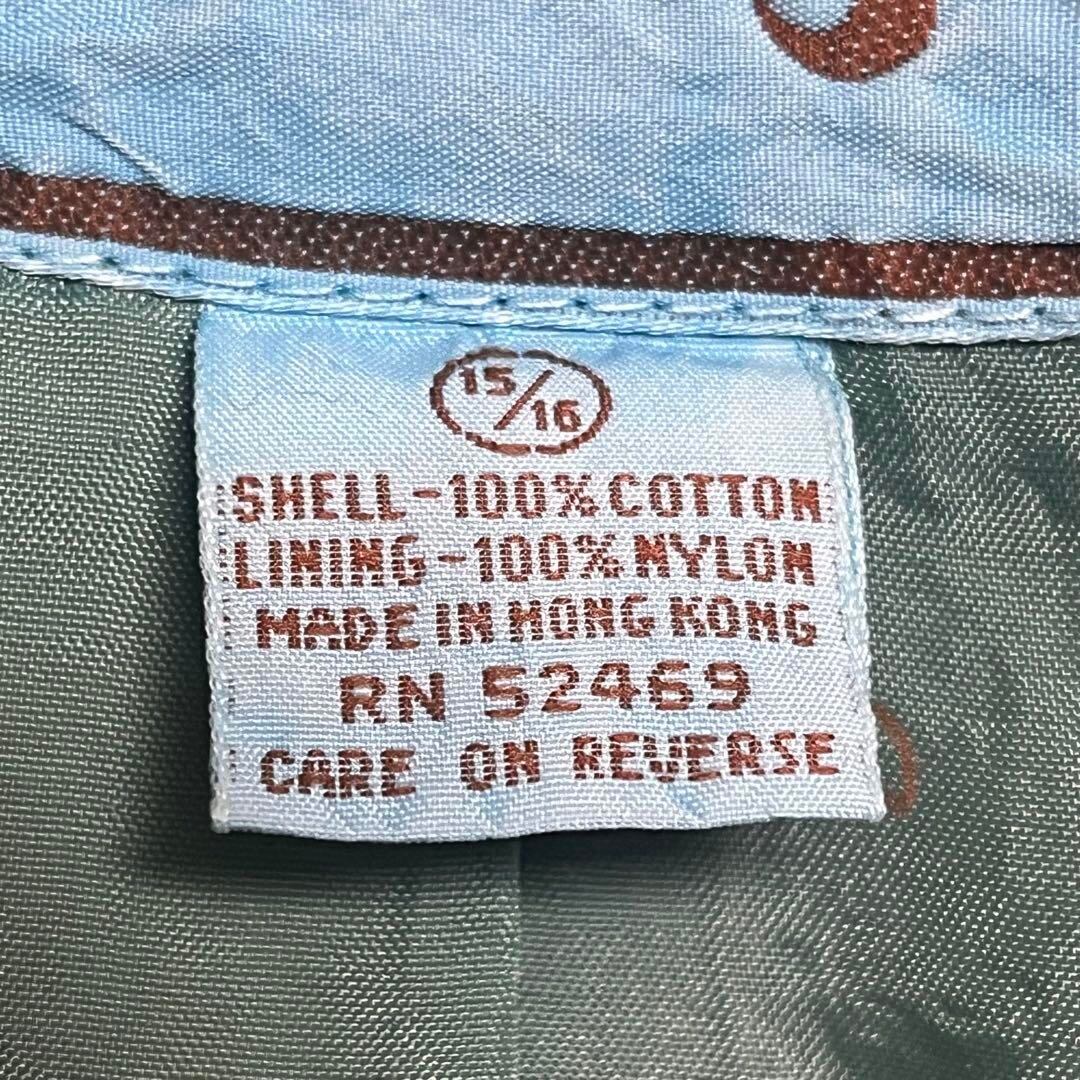 15/16
SHELL-100% COTTON
LINING-100% NYLON
MADE IN HONG KONG
RN 52469
CARE ON REVERSE